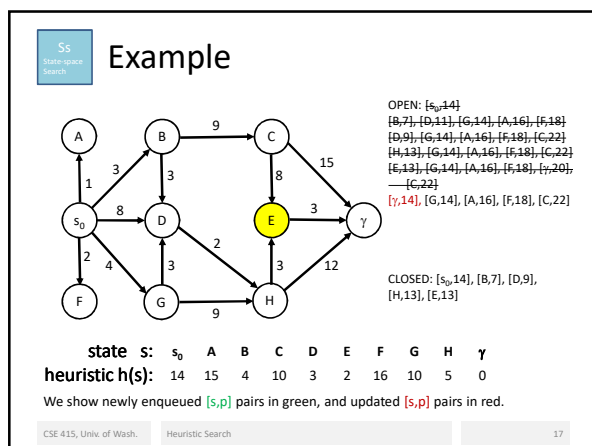 Ss
State-space
Search
Example
OPEN: [s₀,14]
[B,7], [D,11], [G,14], [A,16], [F,18]
[D,9], [G,14], [A,16], [F,18], [C,22]
[H,13], [G,14], [A,16], [F,18], [C,22]
[E,13], [G,14], [A,16], [F,18], [γ,20],
[C,22]
[γ,14], [G,14], [A,16], [F,18], [C,22]
CLOSED: [s₀,14], [B,7], [D,9],
[H,13], [E,13]
9
A B C
15
3 3 8
1
s₀ 8 D E 3 γ
2
2 4 3 3 12
F G 9 H
state s: s₀ A B C D E F G H γ
heuristic h(s): 14 15 4 10 3 2 16 10 5 0
We show newly enqueued [s,p] pairs in green, and updated [s,p] pairs in red.
CSE 415, Univ. of Wash. Heuristic Search 17